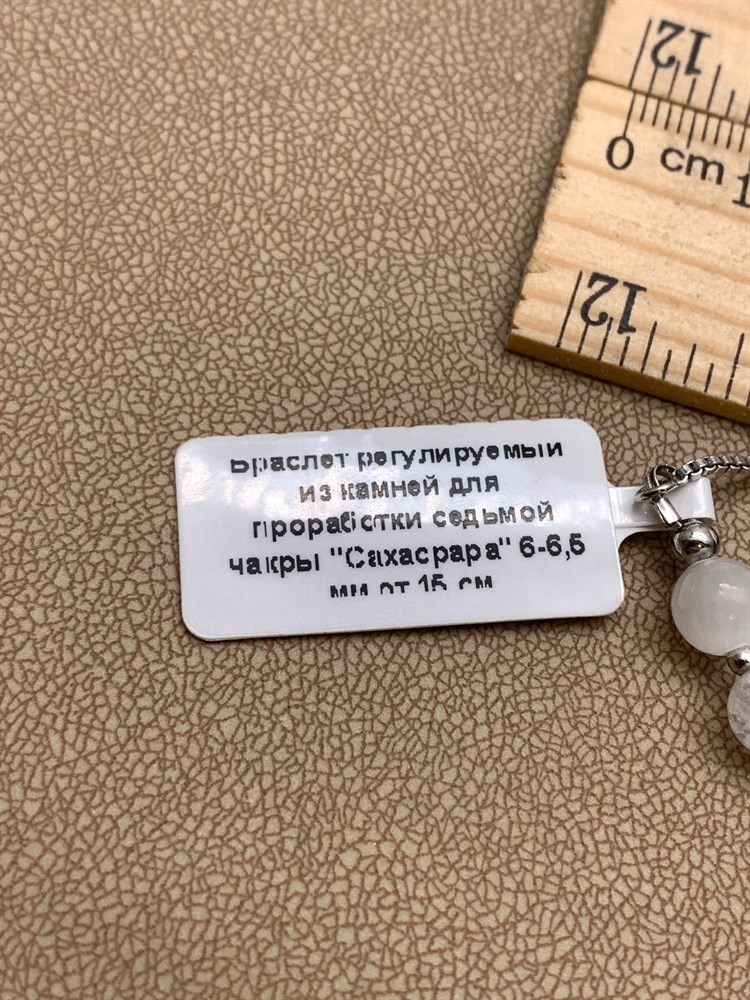 12
0 cm 1
12
Браслет регулируемый
из камней для
проработки седьмой
чакры "Сахасрара" 6-6,5
мм от 15 см